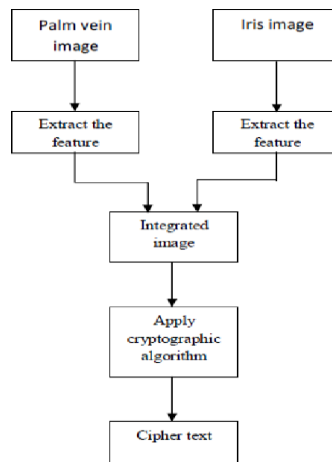 Palm vein
image
Iris image
Extract the
feature
Extract the
feature
Integrated
image
Apply
cryptographic
algorithm
Cipher text